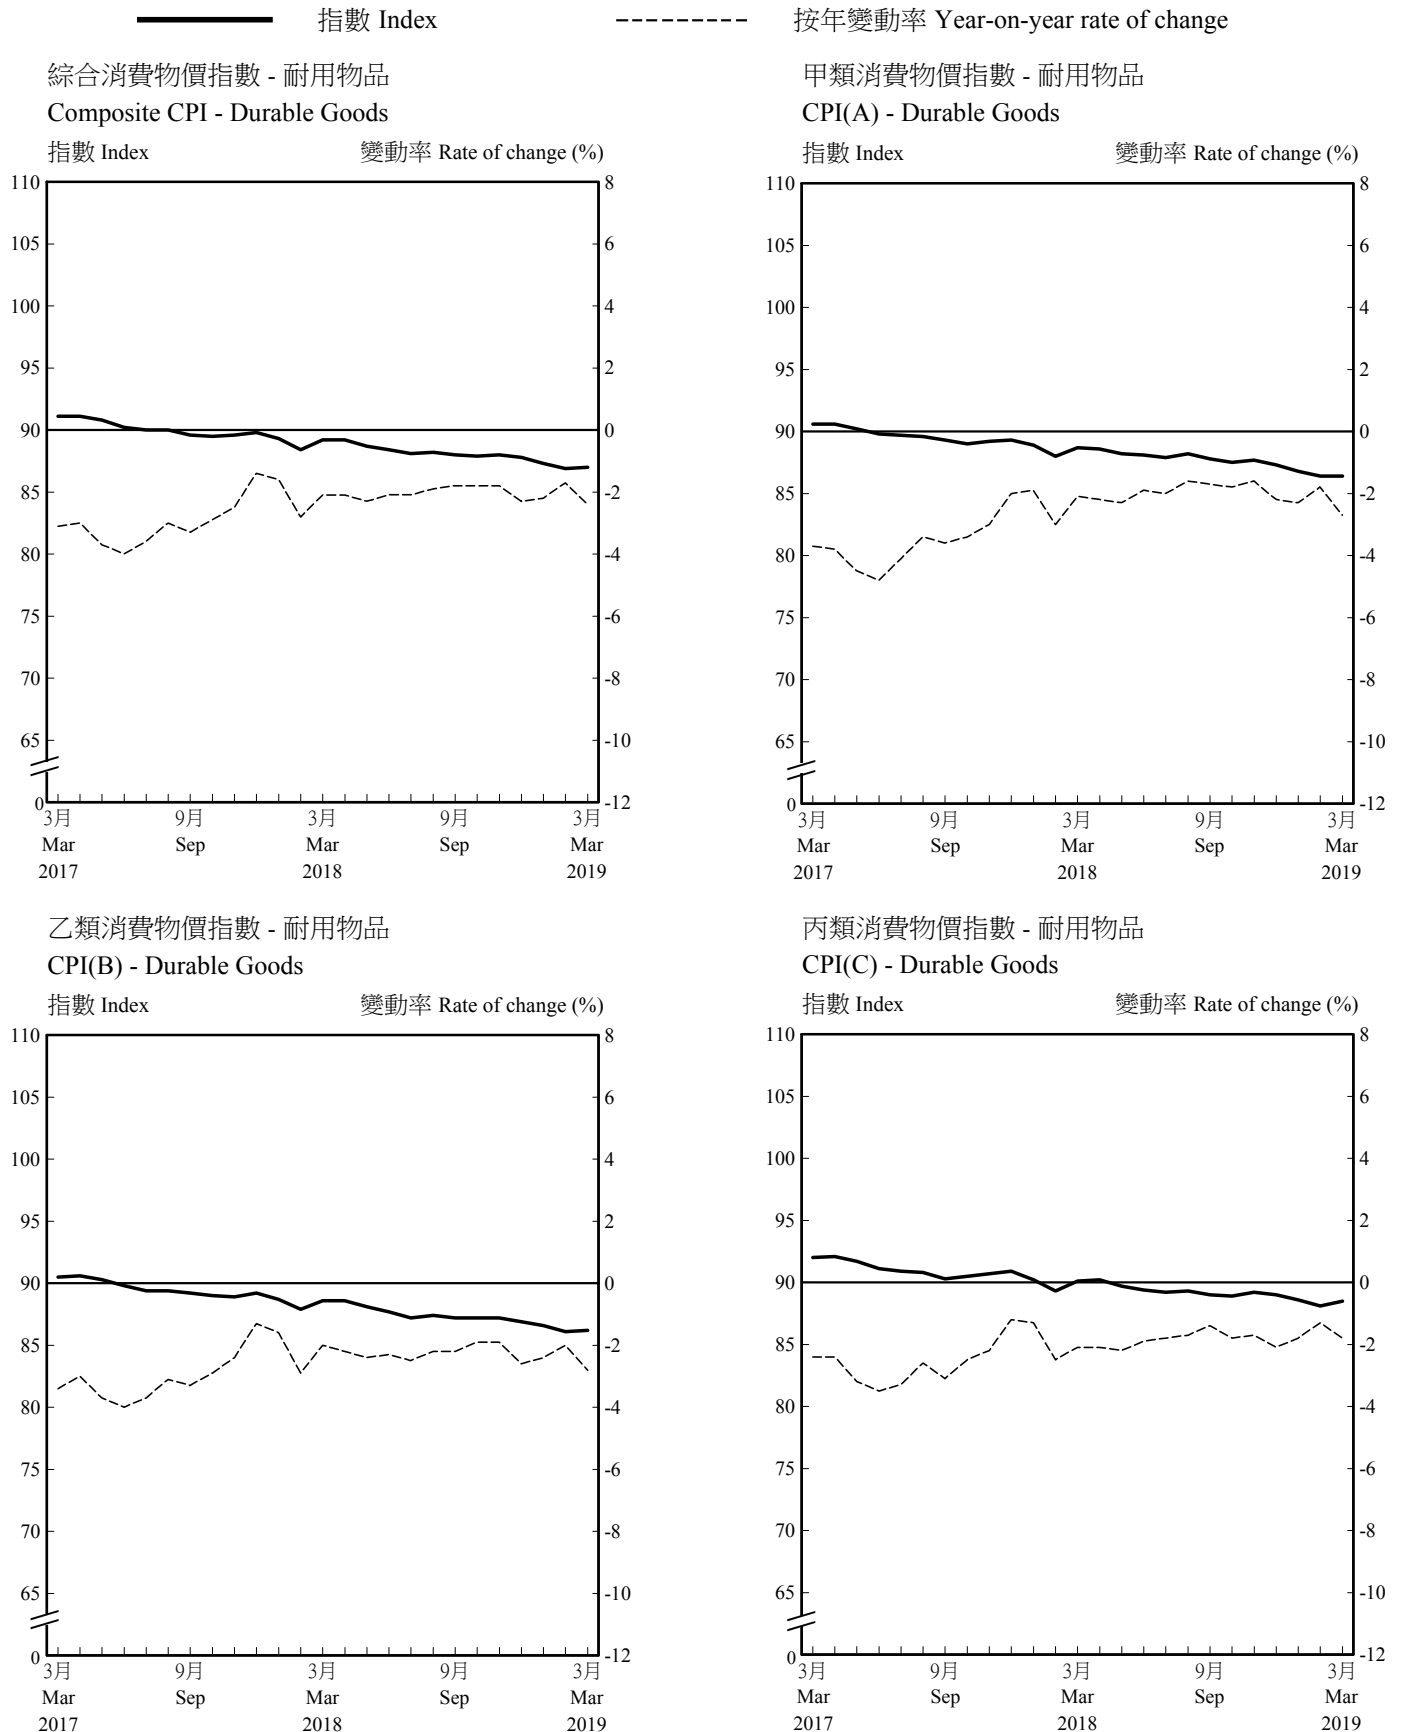 指數 Index
按年變動率 Year-on-year rate of change
綜合消費物價指數 - 耐用物品
Composite CPI - Durable Goods
指數 Index 變動率 Rate of change (%)
110 8
105 6
100 4
95 2
90 0
85 -2
80 -4
75 -6
70 -8
65 -10
0 -12
3月 9月 3月 9月 3月
Mar Sep Mar Sep Mar
2017 2018 2019
甲類消費物價指數 - 耐用物品
CPI(A) - Durable Goods
指數 Index 變動率 Rate of change (%)
110 8
105 6
100 4
95 2
90 0
85 -2
80 -4
75 -6
70 -8
65 -10
0 -12
3月 9月 3月 9月 3月
Mar Sep Mar Sep Mar
2017 2018 2019
乙類消費物價指數 - 耐用物品
CPI(B) - Durable Goods
指數 Index 變動率 Rate of change (%)
110 8
105 6
100 4
95 2
90 0
85 -2
80 -4
75 -6
70 -8
65 -10
0 -12
3月 9月 3月 9月 3月
Mar Sep Mar Sep Mar
2017 2018 2019
丙類消費物價指數 - 耐用物品
CPI(C) - Durable Goods
指數 Index 變動率 Rate of change (%)
110 8
105 6
100 4
95 2
90 0
85 -2
80 -4
75 -6
70 -8
65 -10
0 -12
3月 9月 3月 9月 3月
Mar Sep Mar Sep Mar
2017 2018 2019